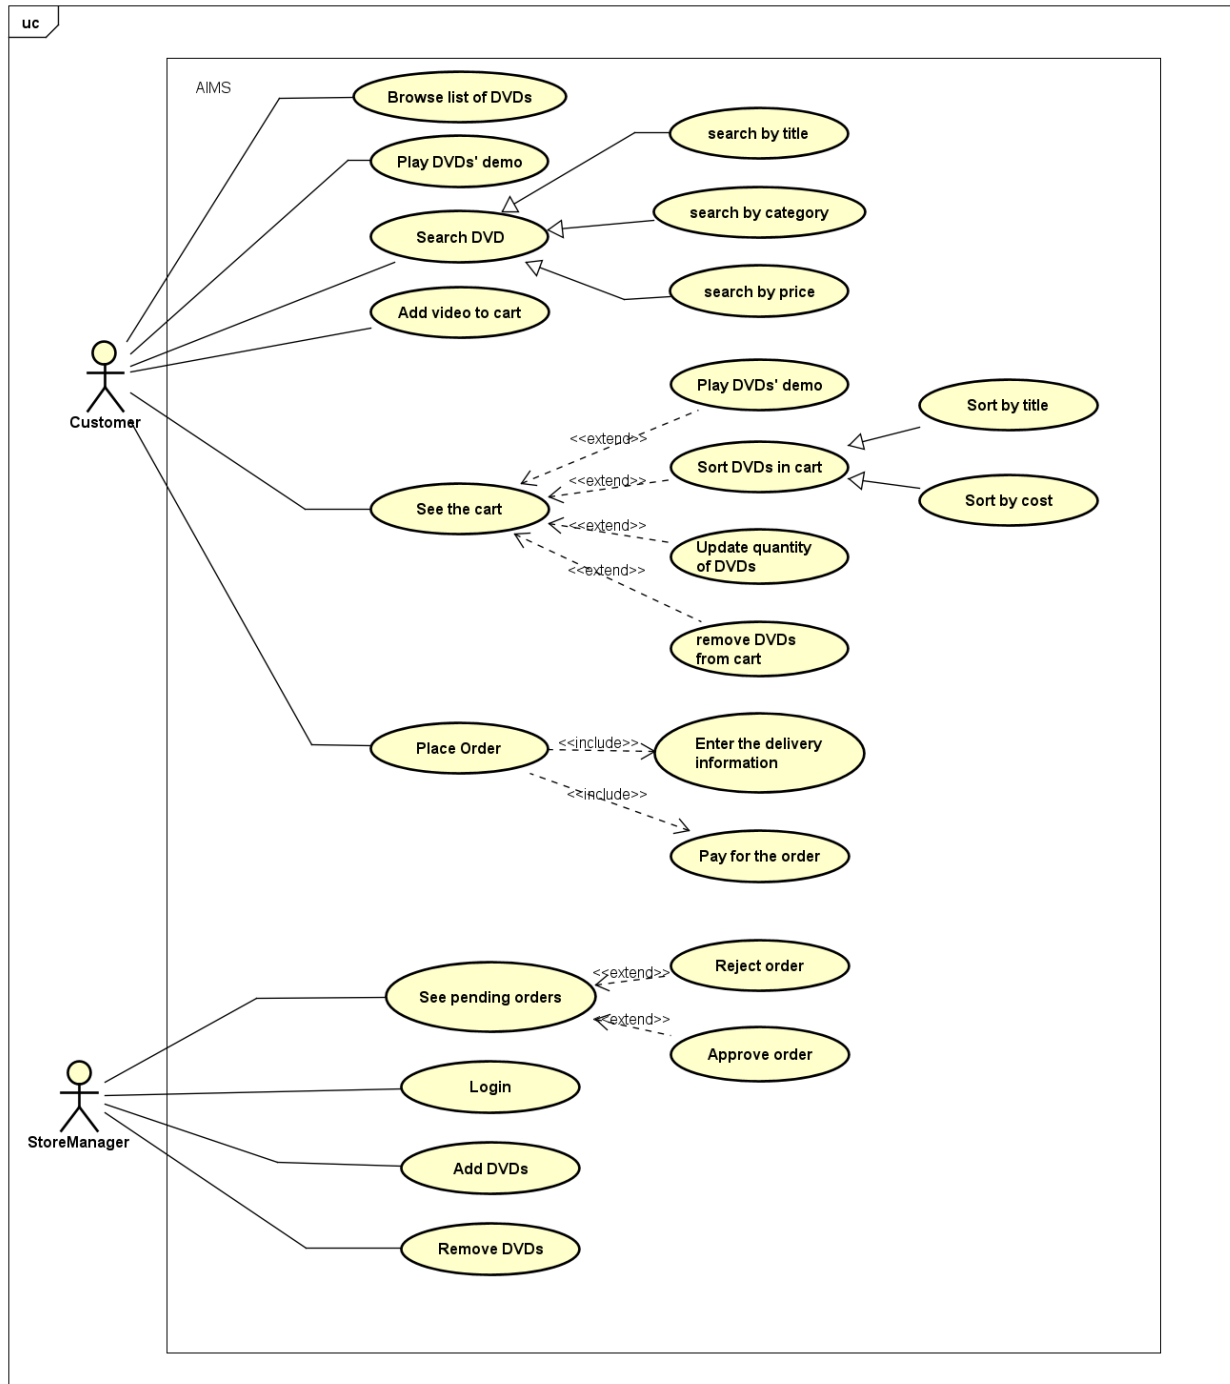 uc
AIMS
Browse list of DVDs
search by title
Play DVDs' demo
search by category
Search DVD
search by price
Add video to cart
Customer
Play DVDs' demo
Sort by title
<<extend>>
Sort DVDs in cart
<<extend>>
Sort by cost
See the cart
<<extend>>
Update quantity
of DVDs
<<extend>>
remove DVDs
from cart
Place Order
<<include>>
Enter the delivery
information
<<include>>
Pay for the order
Reject order
<<extend>>
See pending orders
<<extend>>
Approve order
Login
StoreManager
Add DVDs
Remove DVDs